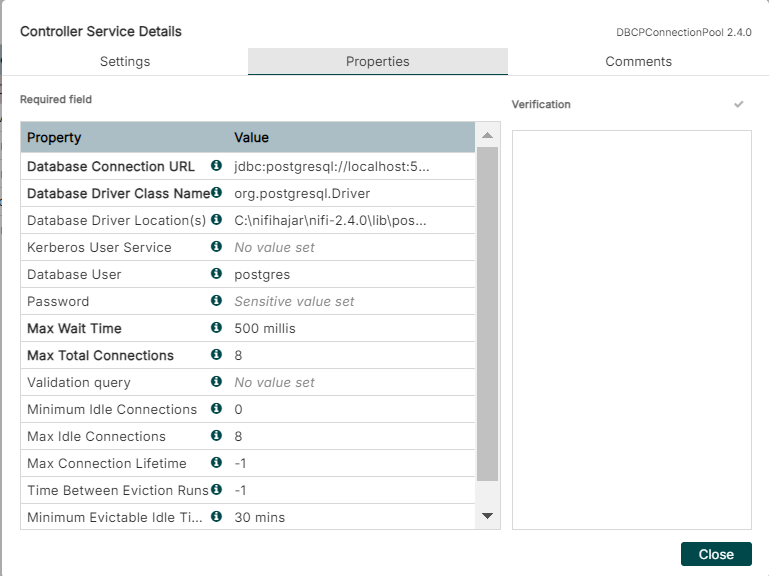 Controller Service Details
DBCPConnectionPool 2.4.0
Settings
Properties
Comments
Required field
Verification
Property Value
Database Connection URL jdbc:postgresql://localhost:5...
Database Driver Class Name org.postgresql.Driver
Database Driver Location(s) C:\nifihajar\nifi-2.4.0\lib\pos...
Kerberos User Service No value set
Database User postgres
Password Sensitive value set
Max Wait Time 500 millis
Max Total Connections 8
Validation query No value set
Minimum Idle Connections 0
Max Idle Connections 8
Max Connection Lifetime -1
Time Between Eviction Runs -1
Minimum Evictable Idle Ti... 30 mins
Close